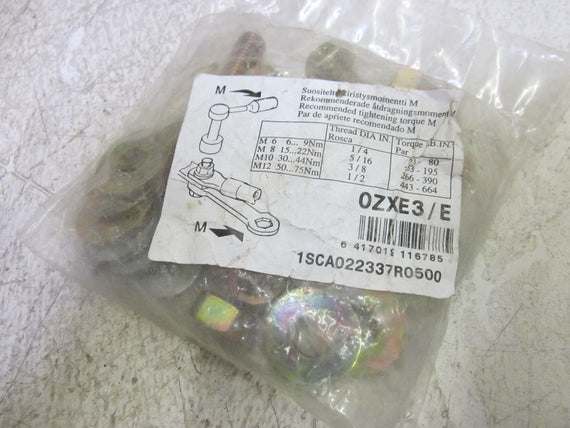 M
Suositeltu kiristysmomentti M
Rekommenderade åtdragningsmoment M
Recommended tightening torque M
Par de apriete recomendado M
Thread DIA IN. Torque LB IN.
Rosca Par
M 6 6... 9Nm 1/4 - 80
M 8 15...22Nm 5/16 - 195
M10 30...44Nm 3/8 266 - 390
M12 50...75Nm 1/2 443 - 664
M
OZXE3/E
6 417019 116785
1SCA022337R0500